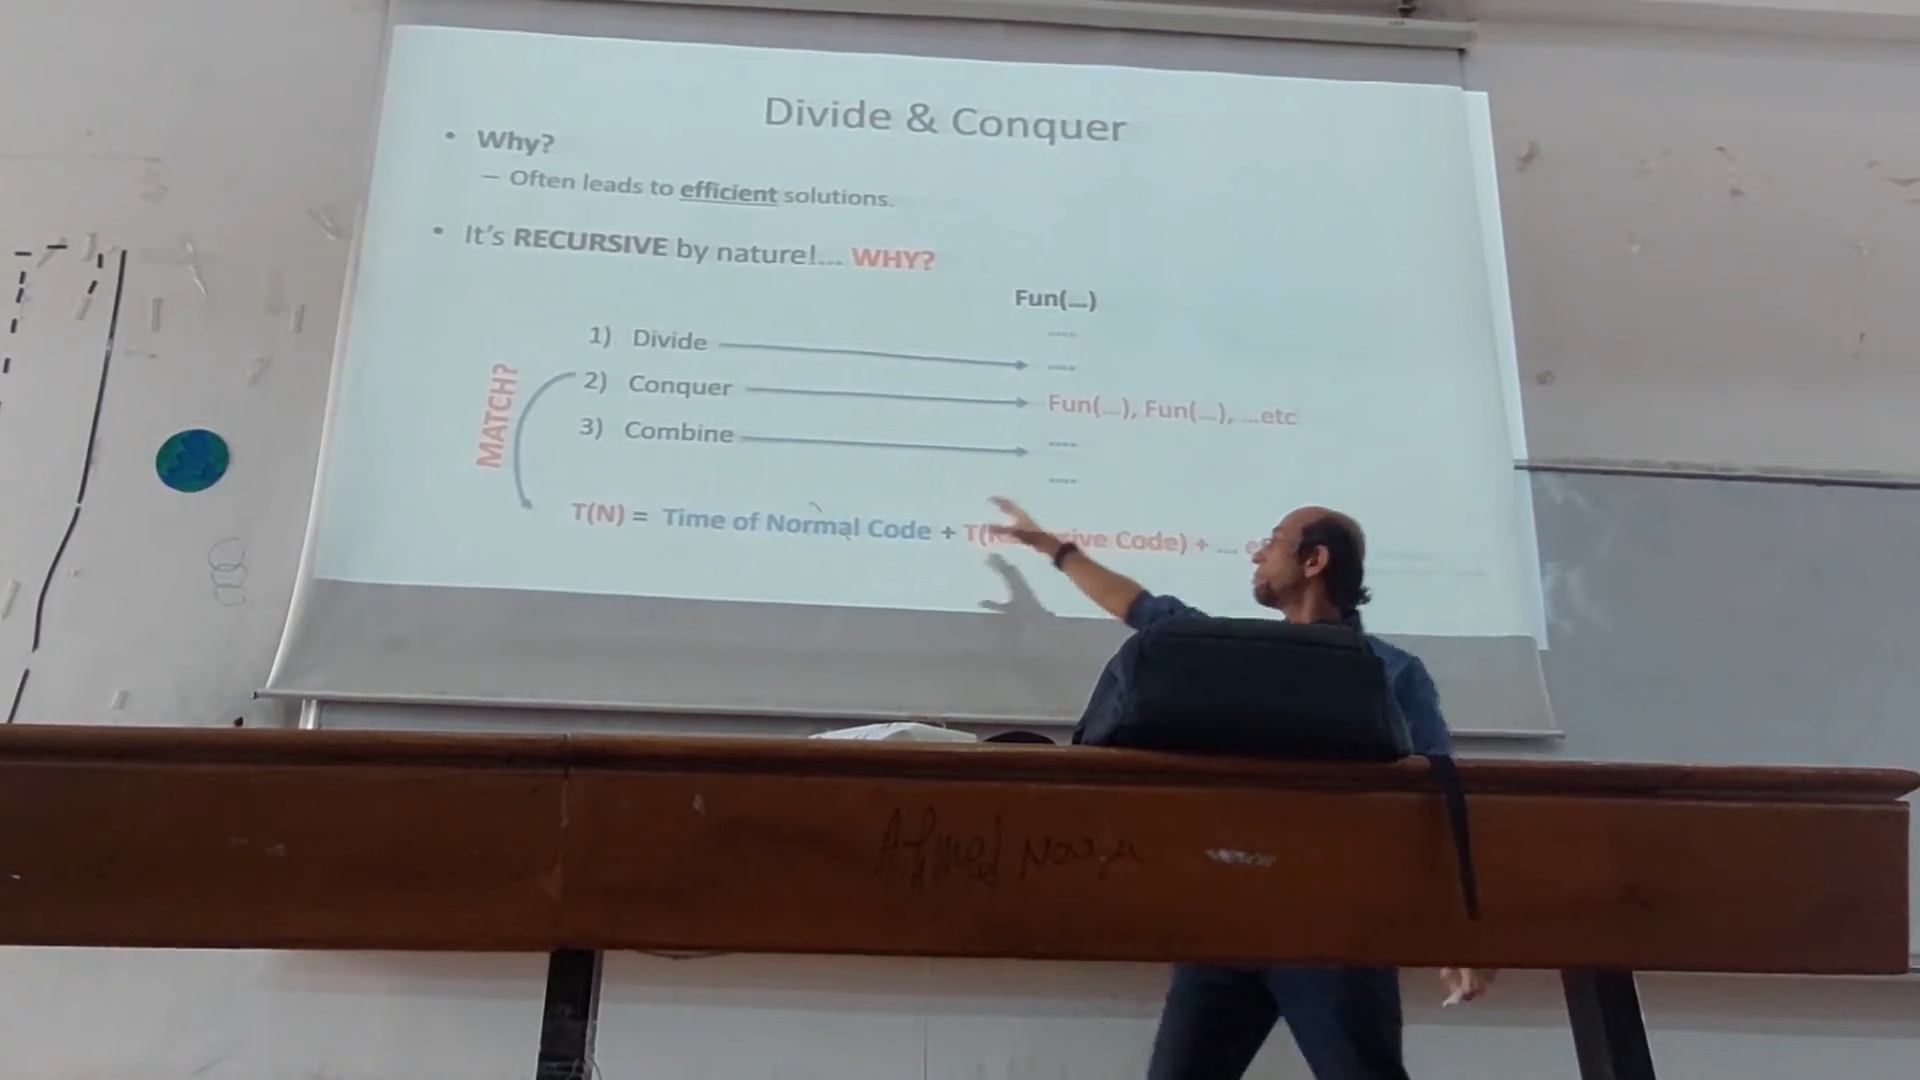 Divide & Conquer
• Why?
– Often leads to efficient solutions.
• It's RECURSIVE by nature!... WHY?
Fun(...)
....
1) Divide ....
2) Conquer Fun(...), Fun(...), ...etc
3) Combine ....
....
MATCH?
T(N) = Time of Normal Code + Code) + ...
Ahmed